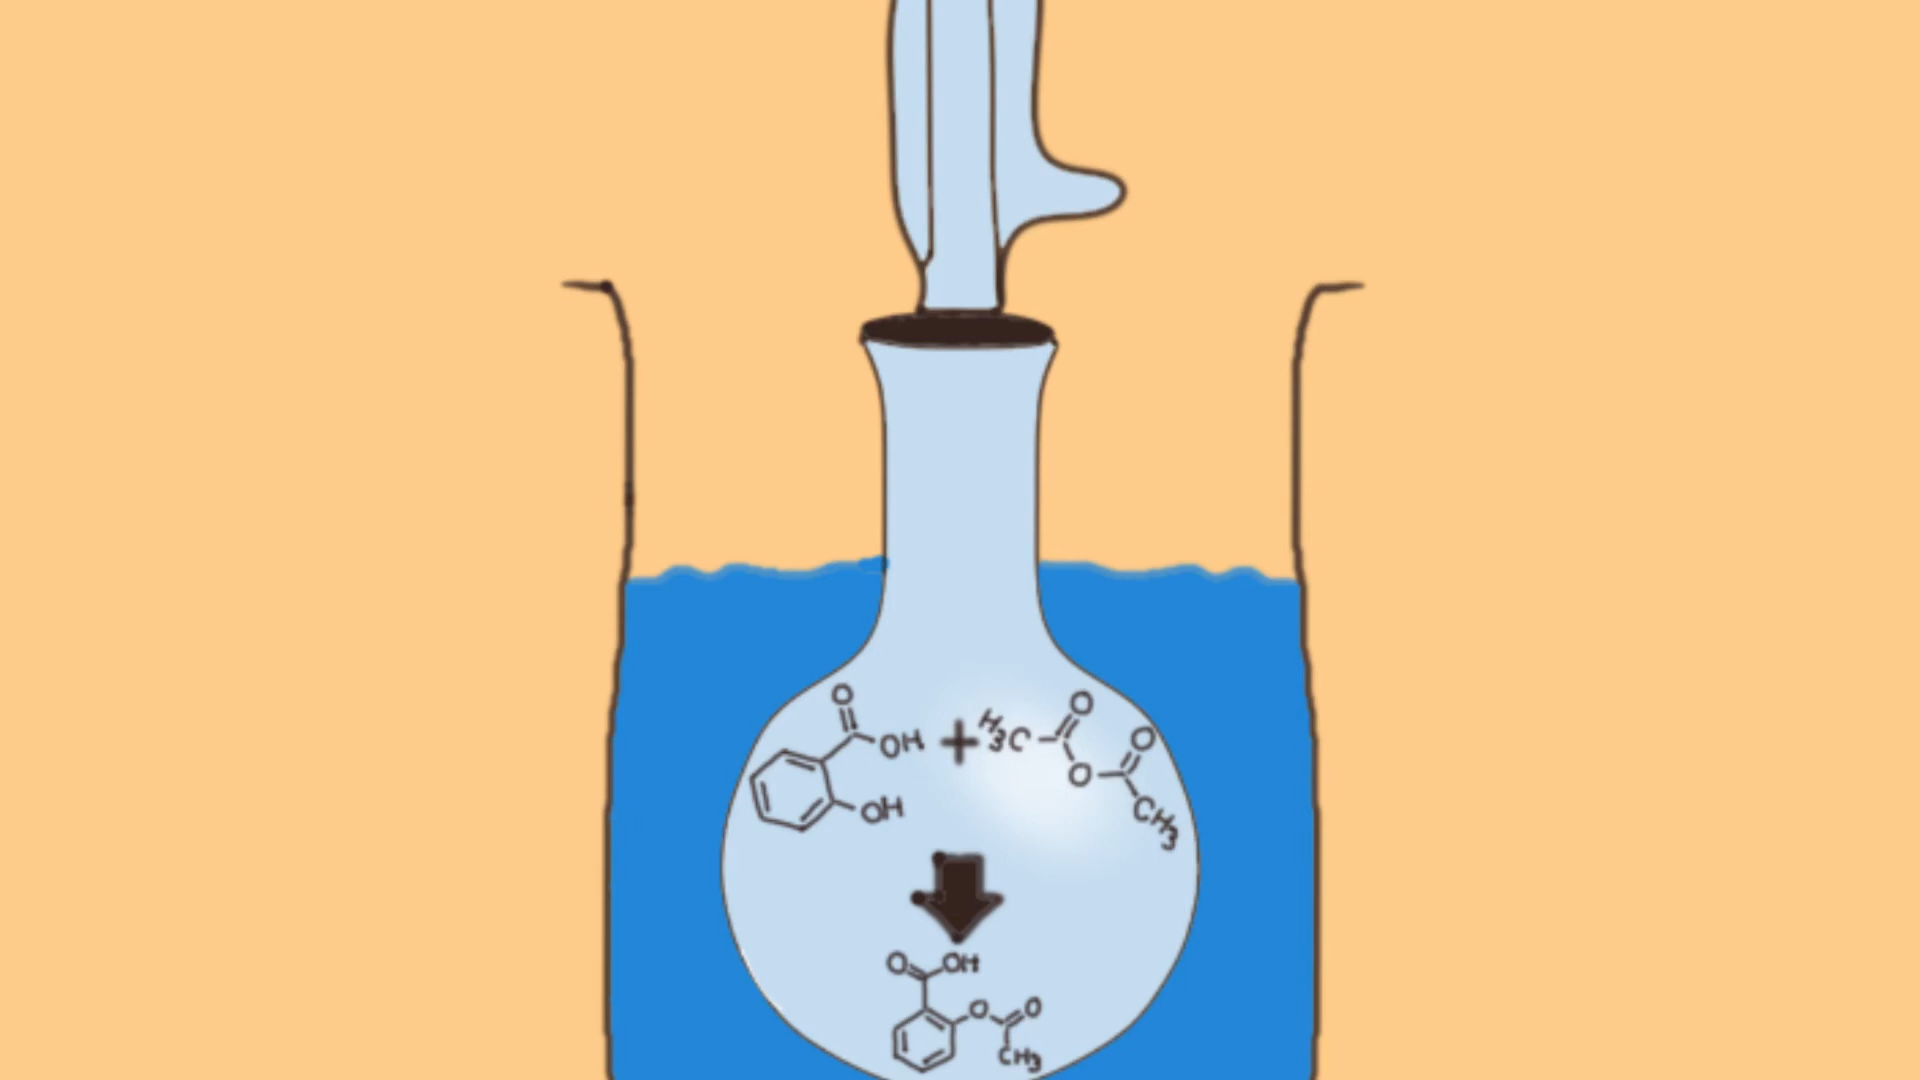 O
OH + H3C O
O O
OH CH3
O OH
O O
CH3